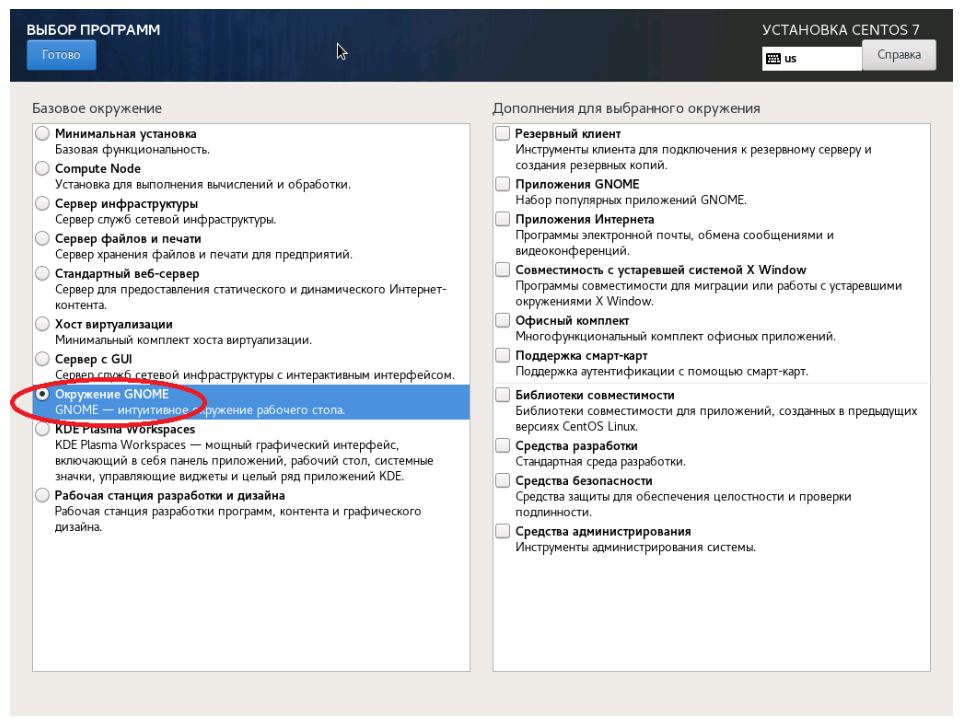 ВЫБОР ПРОГРАММ
Готово
УСТАНОВКА CENTOS 7
us
Справка
Базовое окружение
Минимальная установка
Базовая функциональность.
Compute Node
Установка для выполнения вычислений и обработки.
Сервер инфраструктуры
Сервер служб сетевой инфраструктуры.
Сервер файлов и печати
Сервер хранения файлов и печати для предприятий.
Стандартный веб-сервер
Сервер для предоставления статического и динамического Интернет-
контента.
Хост виртуализации
Минимальный комплект хоста виртуализации.
Сервер с GUI
Сервер служб сетевой инфраструктуры с интерактивным интерфейсом.
Окружение GNOME
GNOME — интуитивное окружение рабочего стола.
KDE Plasma Workspaces
KDE Plasma Workspaces — мощный графический интерфейс,
включающий в себя панель приложений, рабочий стол, системные
значки, управляющие виджеты и целый ряд приложений KDE.
Рабочая станция разработки и дизайна
Рабочая станция разработки программ, контента и графического
дизайна.
Дополнения для выбранного окружения
Резервный клиент
Инструменты клиента для подключения к резервному серверу и
создания резервных копий.
Приложения GNOME
Набор популярных приложений GNOME.
Приложения Интернета
Программы электронной почты, обмена сообщениями и
видеоконференций.
Совместимость с устаревшей системой X Window
Программы совместимости для миграции или работы с устаревшими
окружениями X Window.
Офисный комплект
Многофункциональный комплект офисных приложений.
Поддержка смарт-карт
Поддержка аутентификации с помощью смарт-карт.
Библиотеки совместимости
Библиотеки совместимости для приложений, созданных в предыдущих
версиях CentOS Linux.
Средства разработки
Стандартная среда разработки.
Средства безопасности
Средства защиты для обеспечения целостности и проверки
подлинности.
Средства администрирования
Инструменты администрирования системы.